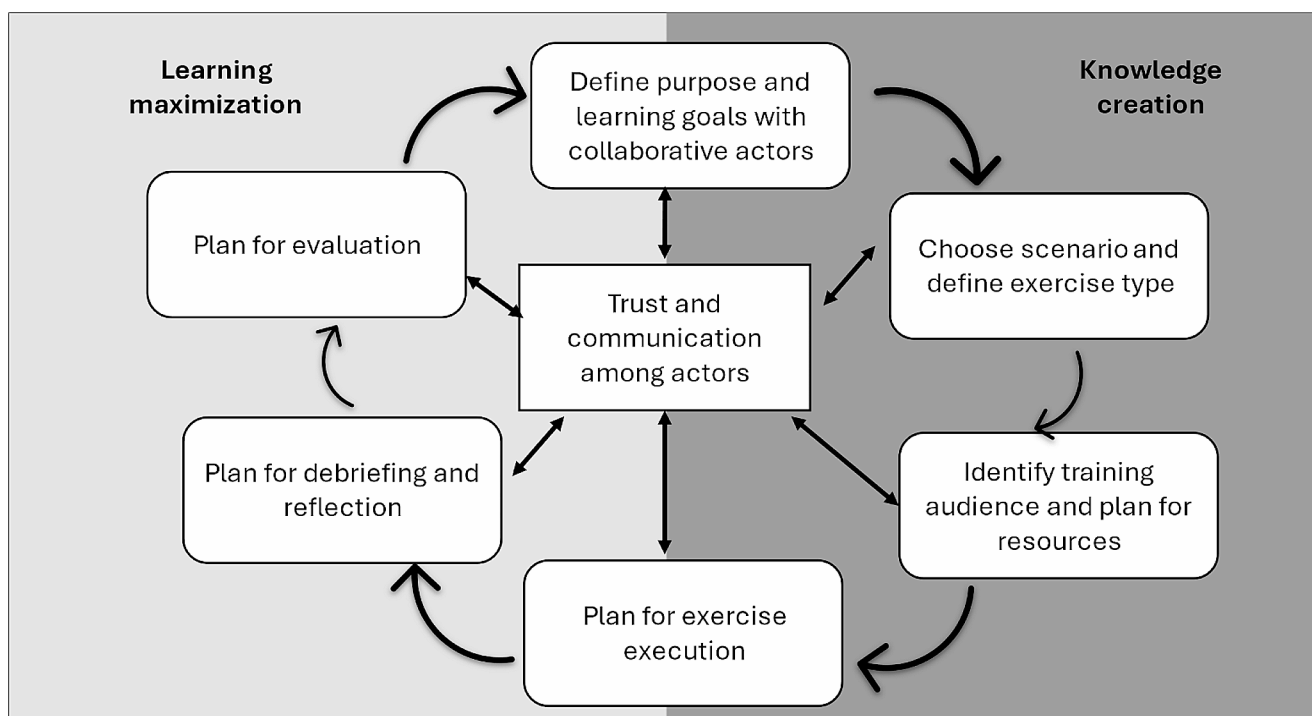 Learning
maximization
Knowledge
creation
Define purpose and
learning goals with
collaborative actors
Choose scenario and
define exercise type
Identify training
audience and plan for
resources
Plan for exercise
execution
Plan for debriefing and
reflection
Plan for evaluation
Trust and
communication
among actors